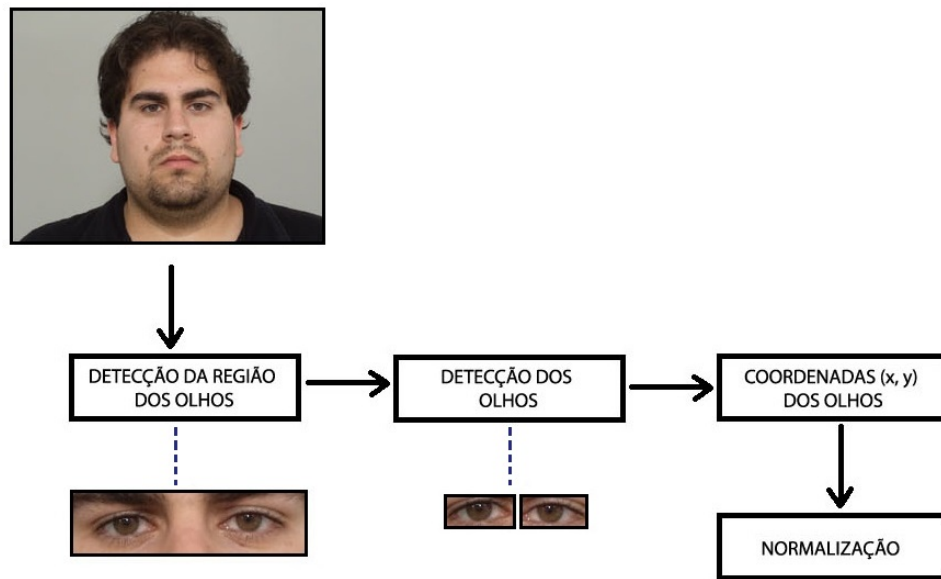 DETECÇÃO DA REGIÃO
DOS OLHOS
DETECÇÃO DOS
OLHOS
COORDENADAS (x, y)
DOS OLHOS
NORMALIZAÇÃO